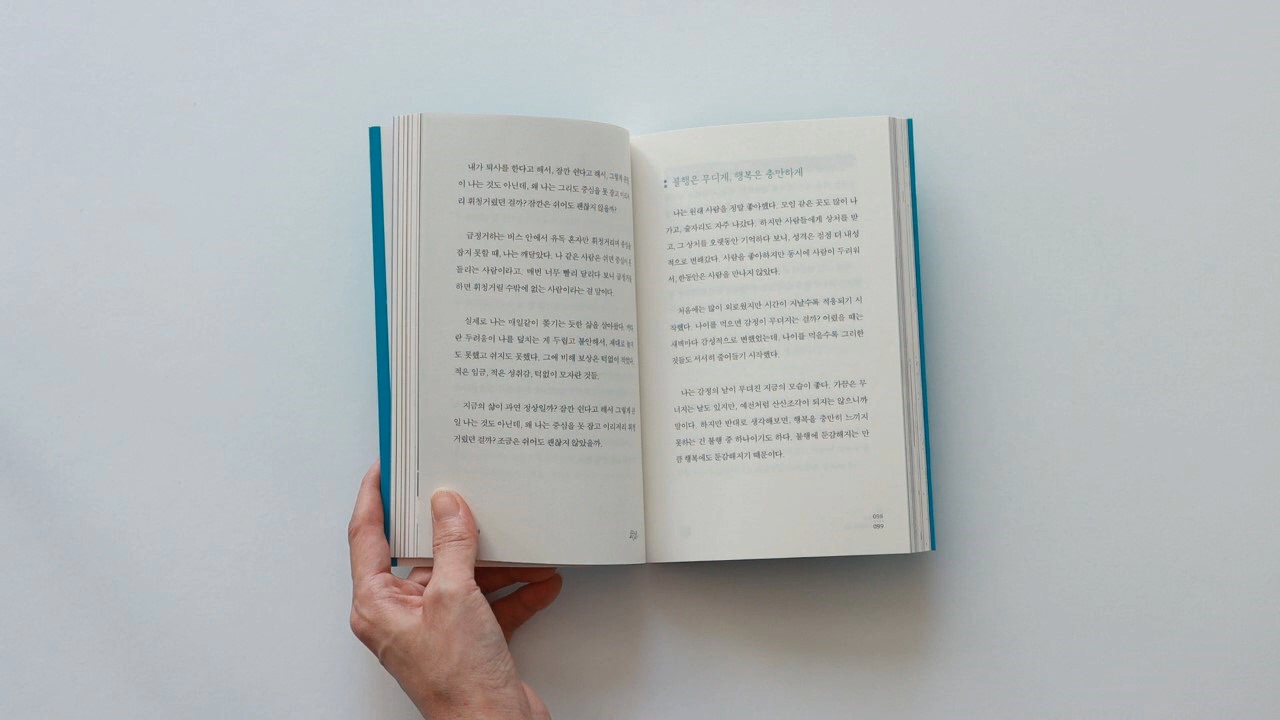 내가 퇴사를 한다고 해서, 잠깐 쉰다고 해서, 그렇게 큰일
이 나는 것도 아닌데, 왜 나는 그리도 중심을 못 잡고 이리저
리 휘청거렸던 걸까? 잠깐은 쉬어도 괜찮지 않을까?
급정거하는 버스 안에서 유독 혼자만 휘청거리며 중심을
잡지 못할 때, 나는 깨달았다. 나 같은 사람은 쉬면 중심이 흔
들리는 사람이라고. 매번 너무 빨리 달리다 보니 급정거를
하면 휘청거릴 수밖에 없는 사람이라는 걸 말이다.
실제로 나는 매일같이 쫓기는 듯한 삶을 살아왔다.
란 두려움이 나를 덮치는 게 두렵고 불안해서, 제대로 놀지
도 못했고 쉬지도 못했다. 그에 비해 보상은 턱없이 적었다.
적은 임금, 적은 성취감, 턱없이 모자란 것들.
지금의 삶이 과연 정상일까? 잠깐 쉰다고 해서 그렇게 큰
일 나는 것도 아닌데, 왜 나는 중심을 못 잡고 이리저리 휘청
거렸던 걸까? 조금은 쉬어도 괜찮지 않았을까.
불행은 무디게, 행복은 충만하게
나는 원래 사람을 정말 좋아했다. 모임 같은 곳도 많이 나
가고, 술자리도 자주 나갔다. 하지만 사람들에게 상처를 받
고, 그 상처를 오랫동안 기억하다 보니, 성격은 점점 더 내성
적으로 변해갔다. 사람을 좋아하지만 동시에 사람이 두려워
서, 한동안은 사람을 만나지 않았다.
처음에는 많이 외로웠지만 시간이 지날수록 적응되기 시
작했다. 나이를 먹으면 감정이 무뎌지는 걸까? 어렸을 때는
새벽마다 감성적으로 변했었는데, 나이를 먹을수록 그러한
것들도 서서히 줄어들기 시작했다.
나는 감정의 날이 무뎌진 지금의 모습이 좋다. 가끔은 무
너지는 날도 있지만, 예전처럼 산산조각이 되지는 않으니까
말이다. 하지만 반대로 생각해보면, 행복을 충만히 느끼지
못하는 건 불행 중 하나이기도 하다. 불행에 둔감해지는 만
큼 행복에도 둔감해지기 때문이다.